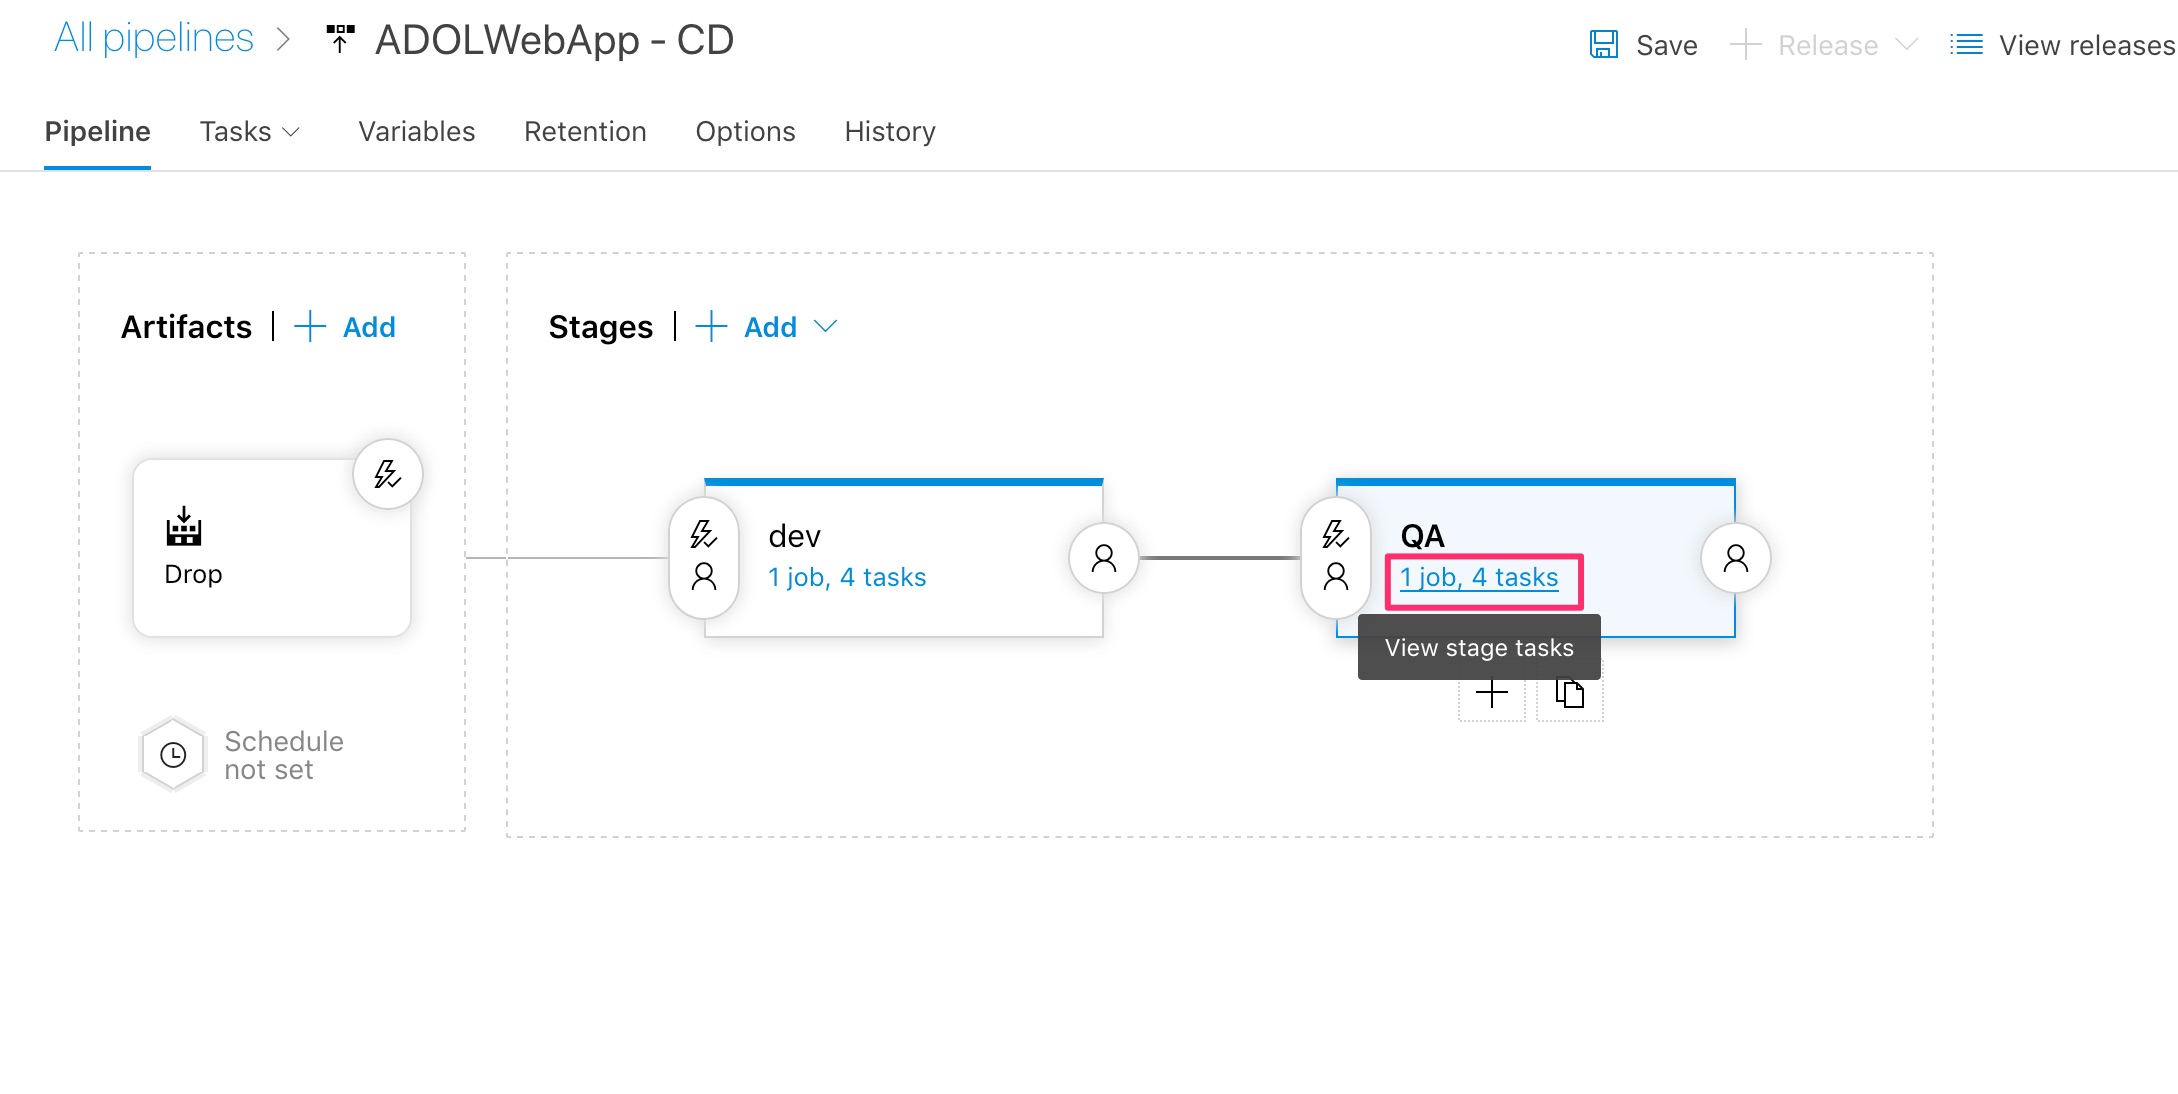 All pipelines > ADOLWebApp - CD
Save + Release View releases
Pipeline Tasks Variables Retention Options History
Artifacts | + Add
Stages | + Add
Drop
dev
1 job, 4 tasks
QA
1 job, 4 tasks
View stage tasks
Schedule
not set